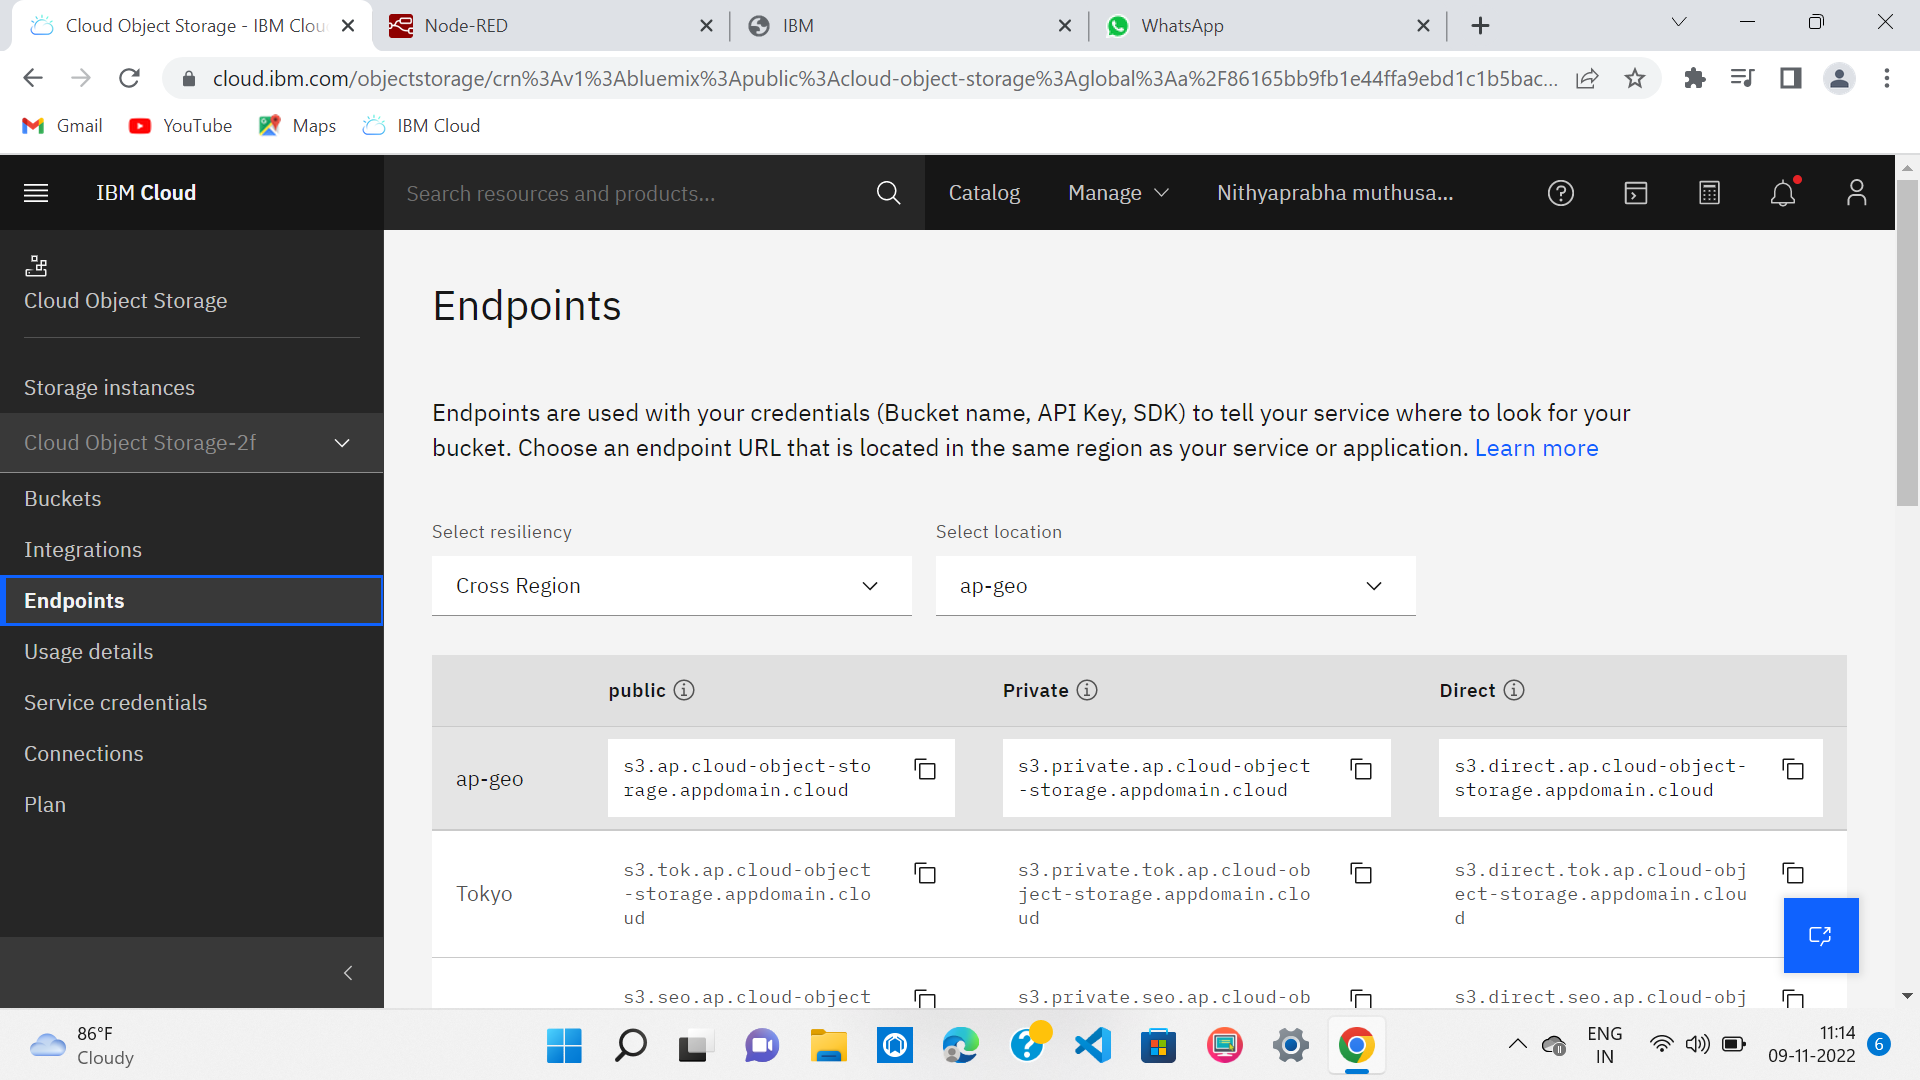 Cloud Object Storage - IBM Clou
Node-RED
IBM
WhatsApp
cloud.ibm.com/objectstorage/crn%3Av1%3Abluemix%3Apublic%3Acloud-object-storage%3Aglobal%3Aa%2F86165bb9fb1e44ffa9ebd1c1b5bac...
Gmail
YouTube
Maps
IBM Cloud
IBM Cloud
Search resources and products...
Catalog
Manage
Nithyaprabha muthusa...
Cloud Object Storage
Storage instances
Cloud Object Storage-2f
Buckets
Integrations
Endpoints
Usage details
Service credentials
Connections
Plan
Endpoints
Endpoints are used with your credentials (Bucket name, API Key, SDK) to tell your service where to look for your
bucket. Choose an endpoint URL that is located in the same region as your service or application. Learn more
Select resiliency
Select location
Cross Region
ap-geo
public
Private
Direct
ap-geo
s3.ap.cloud-object-sto
rage.appdomain.cloud
s3.private.ap.cloud-object
-storage.appdomain.cloud
s3.direct.ap.cloud-object-
storage.appdomain.cloud
Tokyo
s3.tok.ap.cloud-object
-storage.appdomain.clo
ud
s3.private.tok.ap.cloud-ob
ject-storage.appdomain.clo
ud
s3.direct.tok.ap.cloud-obj
ect-storage.appdomain.clou
d
s3.seo.ap.cloud-object
s3.private.seo.ap.cloud-ob
s3.direct.seo.ap.cloud-obj
86°F
Cloudy
ENG
IN
11:14
09-11-2022
6